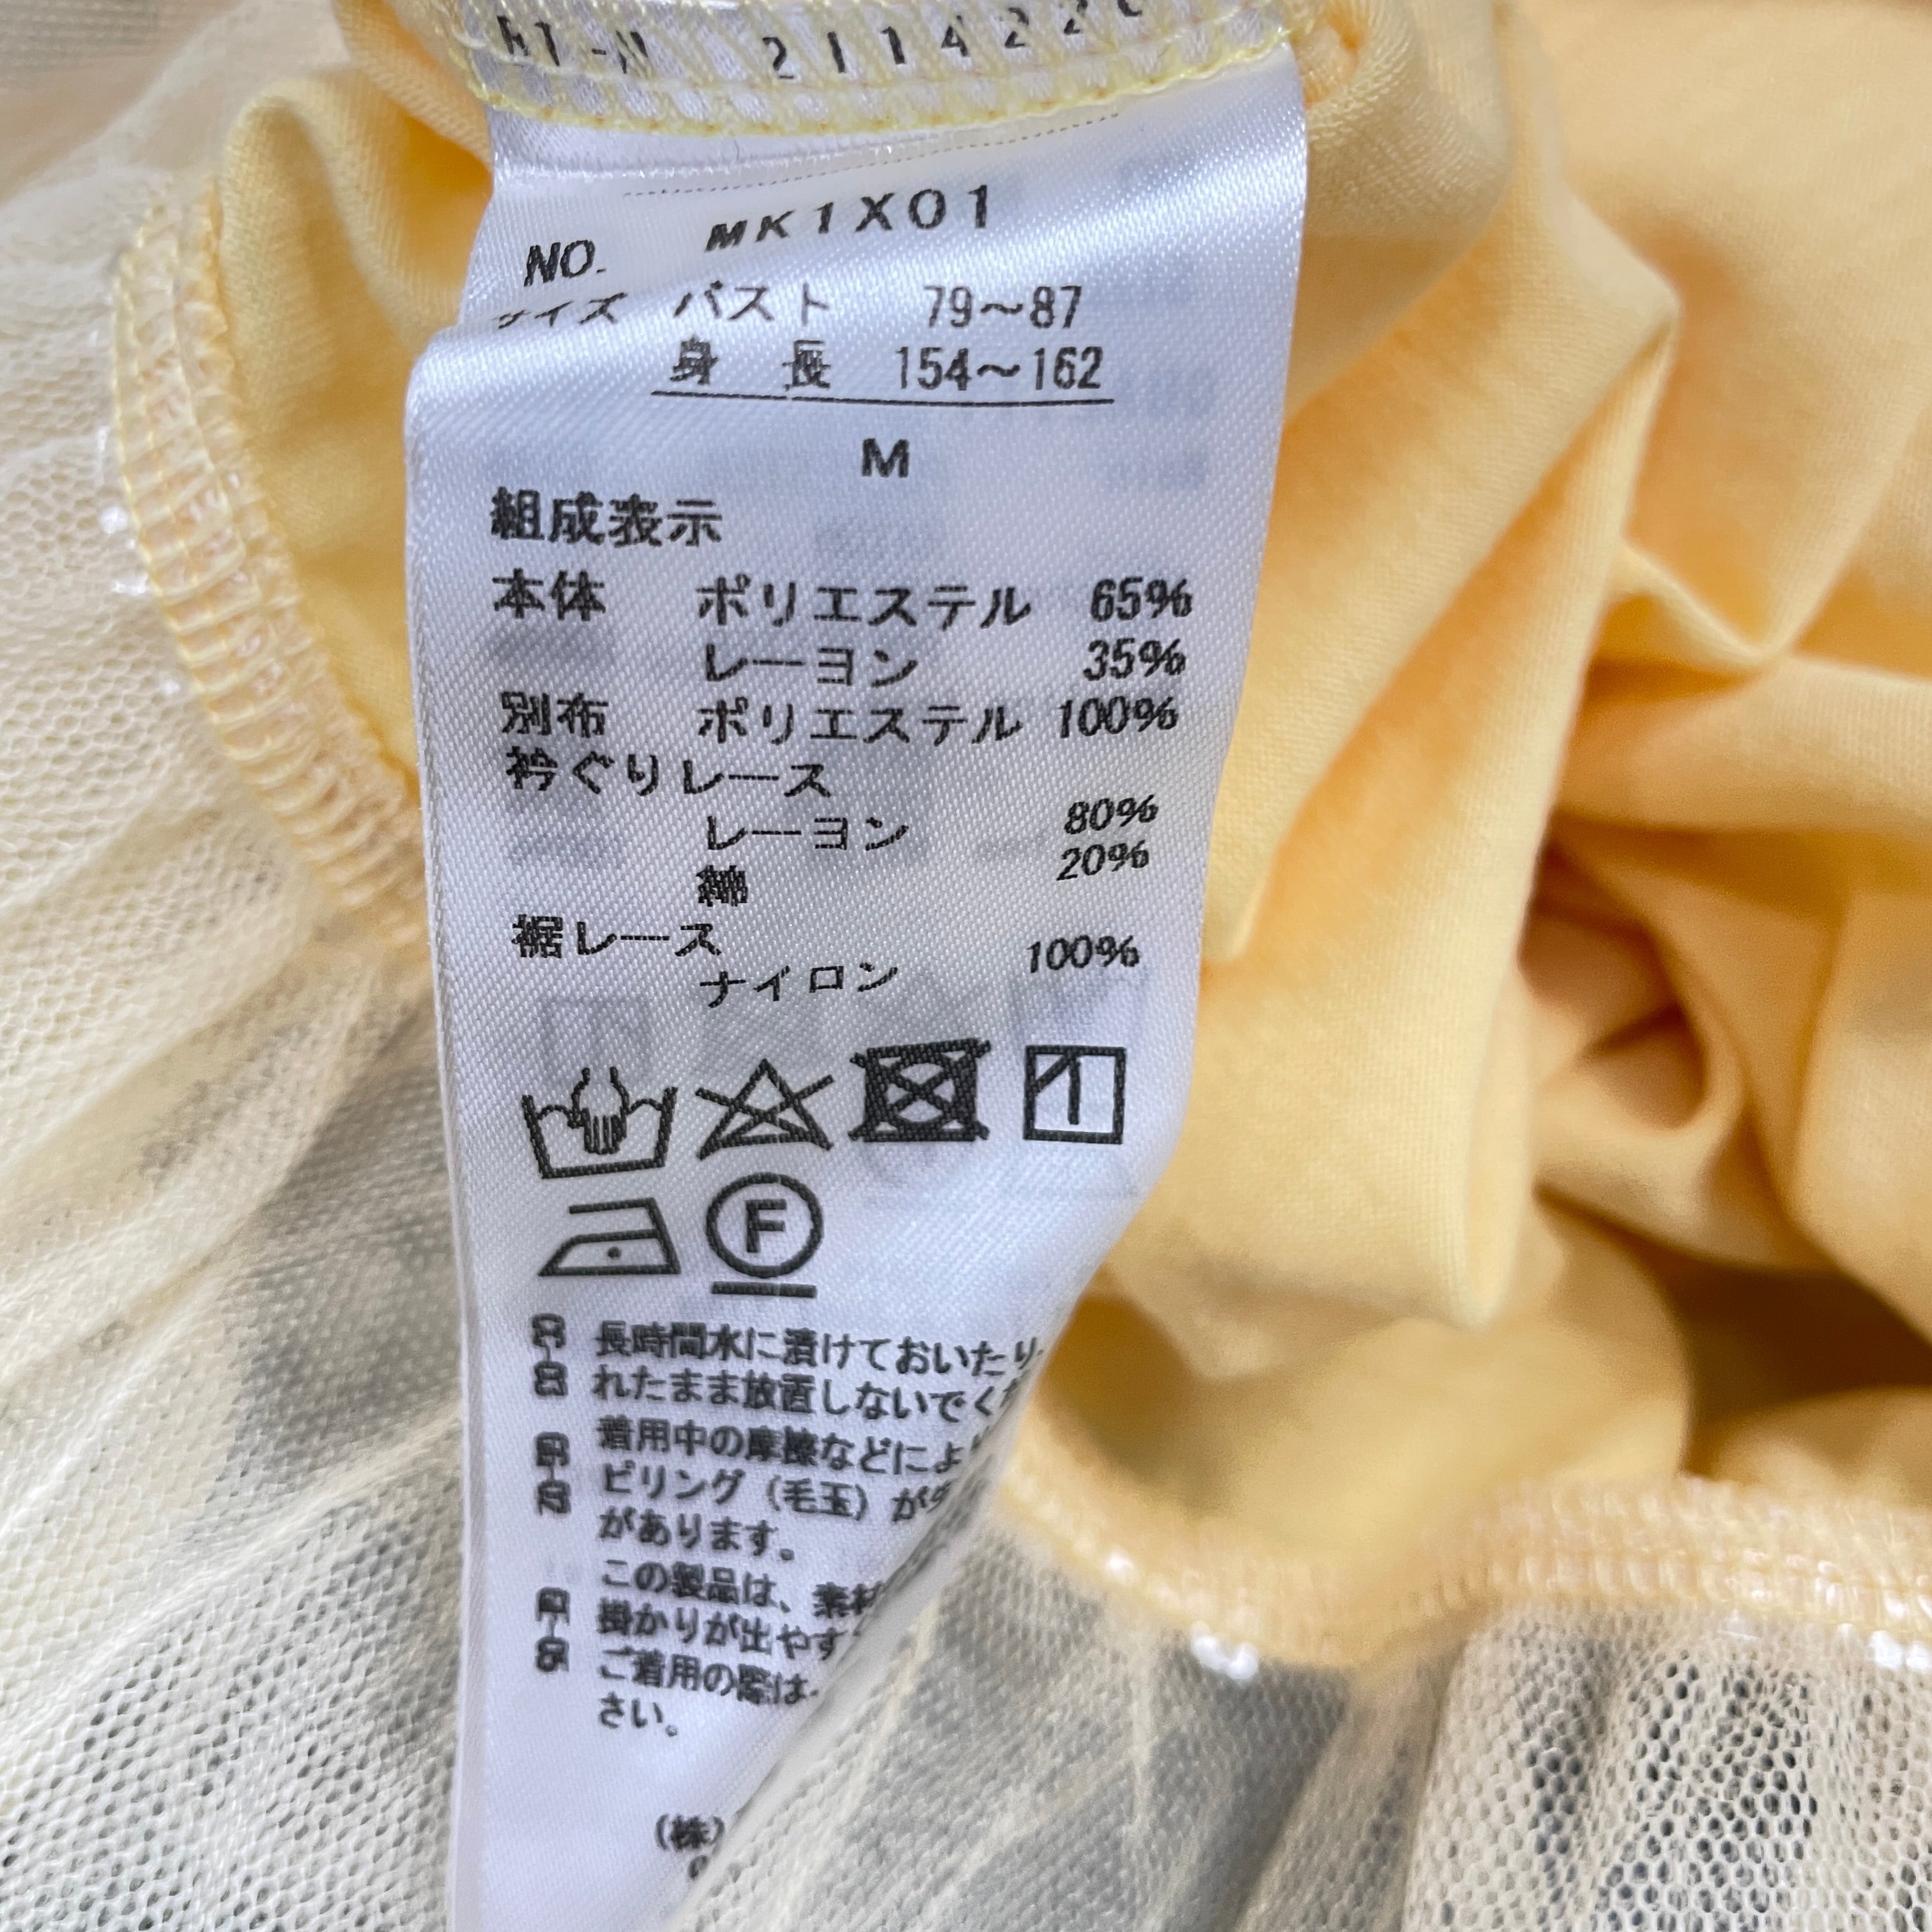 NO. MK1X01
サイズ バスト 79～87
身長 154～162
M
組成表示
本体 ポリエステル 65%
レーヨン 35%
別布 ポリエステル 100%
衿ぐりレース
レーヨン 80%
綿 20%
裾レース
ナイロン 100%
F
長時間水に漬けておいたり
れたまま放置しないでく
着用中の摩擦などによ
ピリング（毛玉）が
があります。
この製品は、素材
掛かりが出やす
ご着用の際は
さい。
(株)